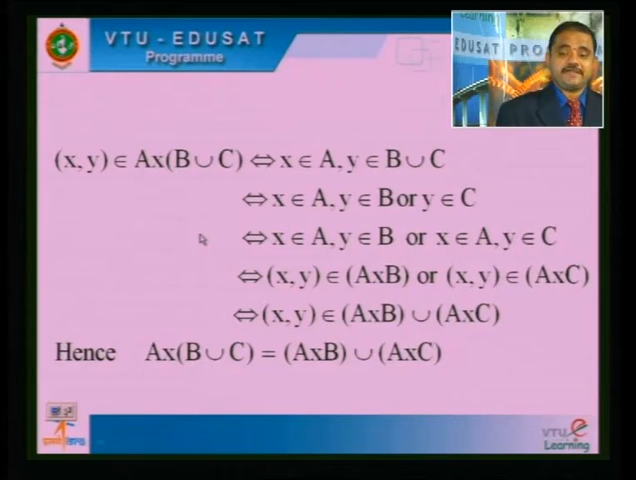 VTU - EDUSAT
Programme
Learning
EDUSAT PRO
(x, y) ∈ Ax(B ∪ C) ⇔ x ∈ A, y ∈ B ∪ C
⇔ x ∈ A, y ∈ B or y ∈ C
⇔ x ∈ A, y ∈ B or x ∈ A, y ∈ C
⇔ (x, y) ∈ (AxB) or (x, y) ∈ (AxC)
⇔ (x, y) ∈ (AxB) ∪ (AxC)
Hence Ax(B ∪ C) = (AxB) ∪ (AxC)
VTU e
Learning